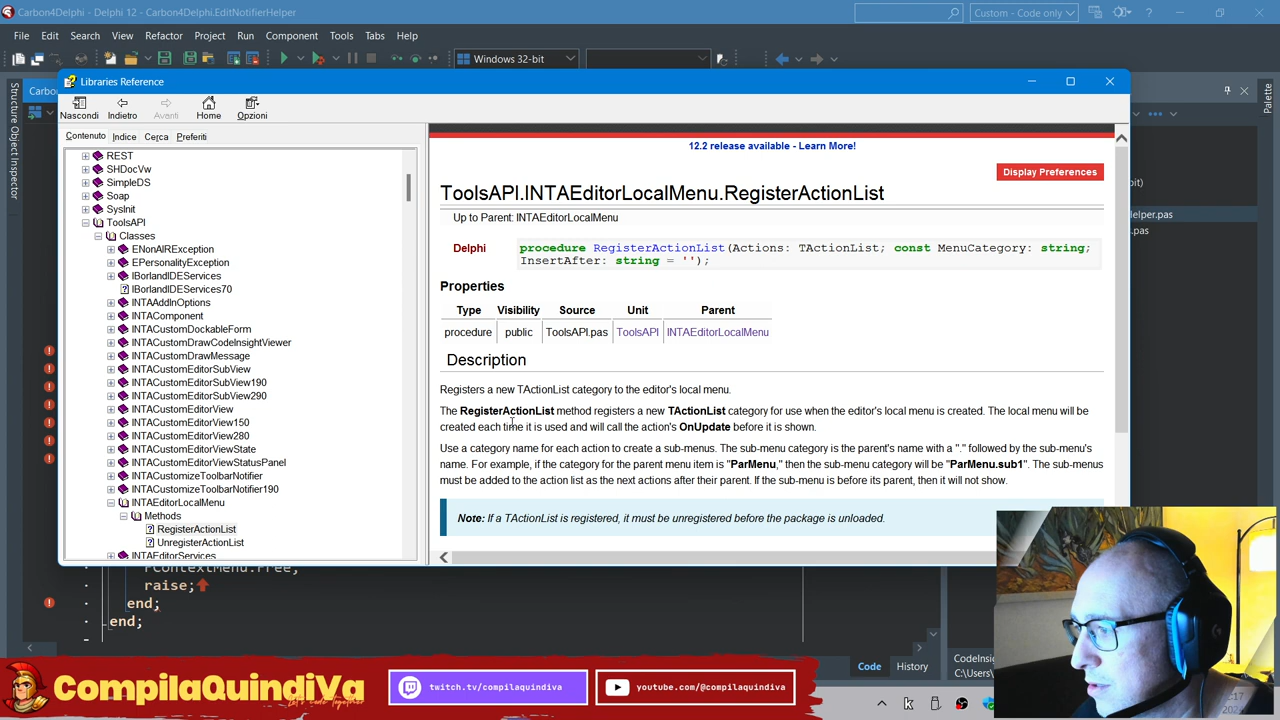 Carbon4Delphi - Delphi 12 - Carbon4Delphi.EditNotifierHelper
Custom - Code only
File Edit Search View Refactor Project Run Component Tools Tabs Help
Windows 32-bit
Structure Object Inspector
Palette
Libraries Reference
Nascondi Indietro Avanti Home Opzioni
Contenuto Indice Cerca Preferiti
REST
SHDocVw
SimpleDS
Soap
SysInit
ToolsAPI
Classes
ENonAIRException
EPersonalityException
IBorlandIDEServices
IBorlandIDEServices70
INTAAddInOptions
INTAComponent
INTACustomDockableForm
INTACustomDrawCodeInsightViewer
INTACustomDrawMessage
INTACustomEditorSubView
INTACustomEditorSubView190
INTACustomEditorSubView290
INTACustomEditorView
INTACustomEditorView150
INTACustomEditorView280
INTACustomEditorViewState
INTACustomEditorViewStatusPanel
INTACustomizeToolbarNotifier
INTACustomizeToolbarNotifier190
INTAEditorLocalMenu
Methods
RegisterActionList
UnregisterActionList
INTAEditorServices
12.2 release available - Learn More!
Display Preferences
ToolsAPI.INTAEditorLocalMenu.RegisterActionList
Up to Parent: INTAEditorLocalMenu
Delphi procedure RegisterActionList(Actions: TActionList; const MenuCategory: string;
InsertAfter: string = '');
Properties
Type Visibility Source Unit Parent
procedure public ToolsAPI.pas ToolsAPI INTAEditorLocalMenu
Description
Registers a new TActionList category to the editor's local menu.
The RegisterActionList method registers a new TActionList category for use when the editor's local menu is created. The local menu will be
created each time it is used and will call the action's OnUpdate before it is shown.
Use a category name for each action to create a sub-menus. The sub-menu category is the parent's name with a "." followed by the sub-menu's
name. For example, if the category for the parent menu item is "ParMenu," then the sub-menu category will be "ParMenu.sub1". The sub-menus
must be added to the action list as the next actions after their parent. If the sub-menu is before its parent, then it will not show.
Note: If a TActionList is registered, it must be unregistered before the package is unloaded.
FContextMenu.Free;
raise;
end;
end;
Code History
CompilaQuindiVa
twitch.tv/compilaquindiva
youtube.com/@compilaquindiva